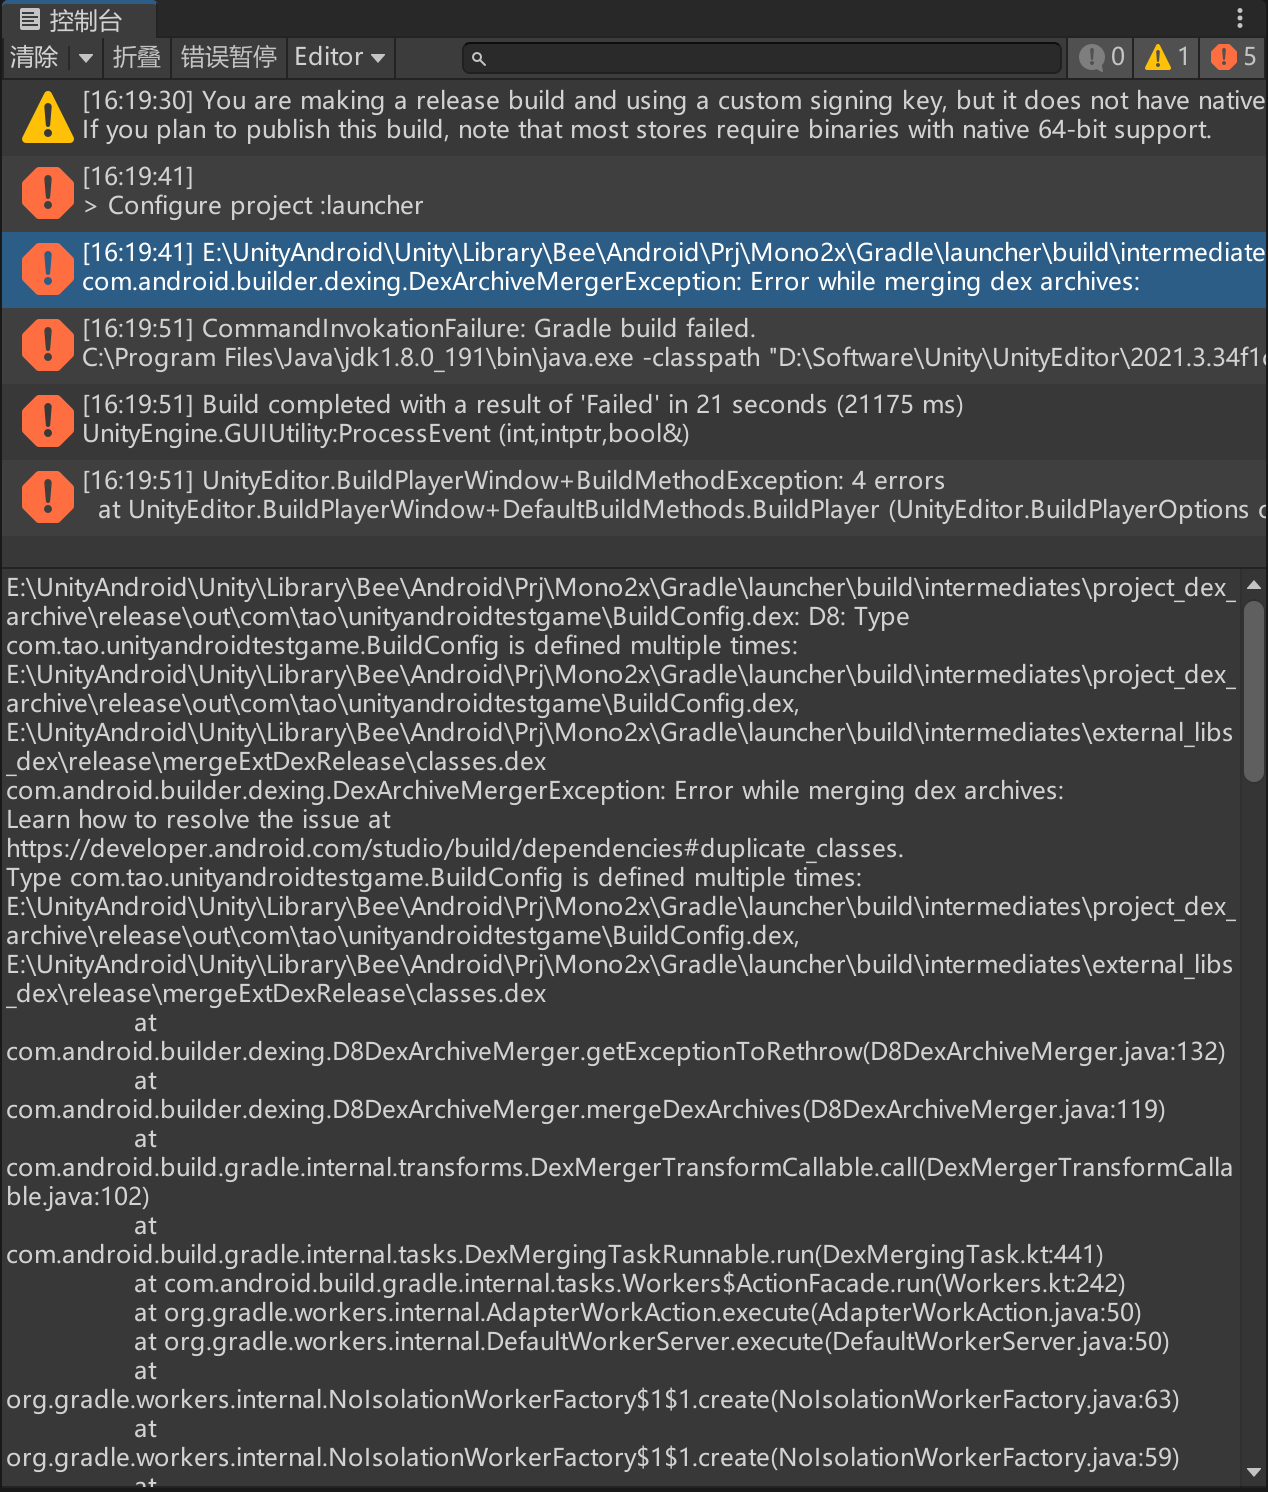 控制台
清除 折叠 错误暂停 Editor 0 1 5
[16:19:30] You are making a release build and using a custom signing key, but it does not have native
If you plan to publish this build, note that most stores require binaries with native 64-bit support.
[16:19:41]
> Configure project :launcher
[16:19:41] E:\UnityAndroid\Unity\Library\Bee\Android\Prj\Mono2x\Gradle\launcher\build\intermediate
com.android.builder.dexing.DexArchiveMergerException: Error while merging dex archives:
[16:19:51] CommandInvokationFailure: Gradle build failed.
C:\Program Files\Java\jdk1.8.0_191\bin\java.exe -classpath "D:\Software\Unity\UnityEditor\2021.3.34f1c
[16:19:51] Build completed with a result of 'Failed' in 21 seconds (21175 ms)
UnityEngine.GUIUtility:ProcessEvent (int,intptr,bool&)
[16:19:51] UnityEditor.BuildPlayerWindow+BuildMethodException: 4 errors
at UnityEditor.BuildPlayerWindow+DefaultBuildMethods.BuildPlayer (UnityEditor.BuildPlayerOptions o
E:\UnityAndroid\Unity\Library\Bee\Android\Prj\Mono2x\Gradle\launcher\build\intermediates\project_dex_
archive\release\out\com\tao\unityandroidtestgame\BuildConfig.dex: D8: Type
com.tao.unityandroidtestgame.BuildConfig is defined multiple times:
E:\UnityAndroid\Unity\Library\Bee\Android\Prj\Mono2x\Gradle\launcher\build\intermediates\project_dex_
archive\release\out\com\tao\unityandroidtestgame\BuildConfig.dex,
E:\UnityAndroid\Unity\Library\Bee\Android\Prj\Mono2x\Gradle\launcher\build\intermediates\external_libs
_dex\release\mergeExtDexRelease\classes.dex
com.android.builder.dexing.DexArchiveMergerException: Error while merging dex archives:
Learn how to resolve the issue at
https://developer.android.com/studio/build/dependencies#duplicate_classes.
Type com.tao.unityandroidtestgame.BuildConfig is defined multiple times:
E:\UnityAndroid\Unity\Library\Bee\Android\Prj\Mono2x\Gradle\launcher\build\intermediates\project_dex_
archive\release\out\com\tao\unityandroidtestgame\BuildConfig.dex,
E:\UnityAndroid\Unity\Library\Bee\Android\Prj\Mono2x\Gradle\launcher\build\intermediates\external_libs
_dex\release\mergeExtDexRelease\classes.dex
at
com.android.builder.dexing.D8DexArchiveMerger.getExceptionToRethrow(D8DexArchiveMerger.java:132)
at
com.android.builder.dexing.D8DexArchiveMerger.mergeDexArchives(D8DexArchiveMerger.java:119)
at
com.android.build.gradle.internal.transforms.DexMergerTransformCallable.call(DexMergerTransformCalla
ble.java:102)
at
com.android.build.gradle.internal.tasks.DexMergingTaskRunnable.run(DexMergingTask.kt:441)
at com.android.build.gradle.internal.tasks.Workers$ActionFacade.run(Workers.kt:242)
at org.gradle.workers.internal.AdapterWorkAction.execute(AdapterWorkAction.java:50)
at org.gradle.workers.internal.DefaultWorkerServer.execute(DefaultWorkerServer.java:50)
at
org.gradle.workers.internal.NoIsolationWorkerFactory$1$1.create(NoIsolationWorkerFactory.java:63)
at
org.gradle.workers.internal.NoIsolationWorkerFactory$1$1.create(NoIsolationWorkerFactory.java:59)
at